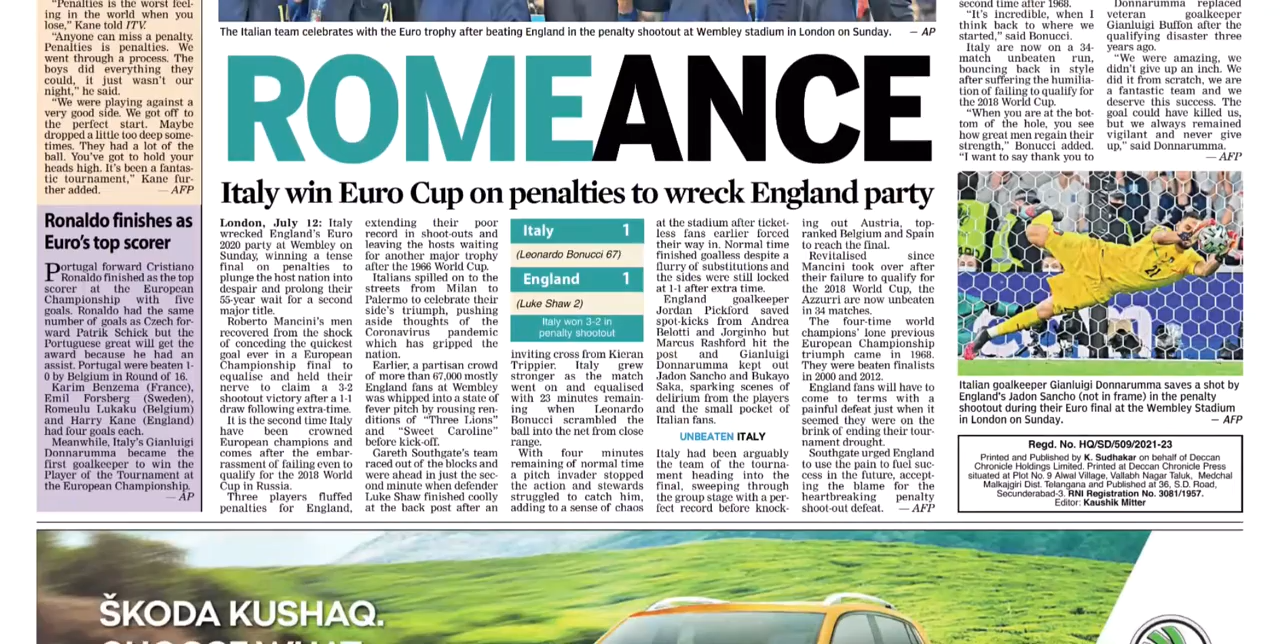 "Penalties is the worst feel-
ing in the world when you
lose," Kane told ITV.
"Anyone can miss a penalty.
Penalties is penalties. We
went through a process. The
boys did everything they
could, it just wasn't our
night," he said.
"We were playing against a
very good side. We got off to
the perfect start. Maybe
dropped a little too deep some-
times. They had a lot of the
ball. You've got to hold your
heads high. It's been a fantas-
tic tournament," Kane fur-
ther added. — AFP
Ronaldo finishes as
Euro's top scorer
Portugal forward Cristiano
Ronaldo finished as the top
scorer at the European
Championship with five
goals. Ronaldo had the same
number of goals as Czech for-
ward Patrik Schick but the
Portuguese great will get the
award because he had an
assist. Portugal were beaten 1-
0 by Belgium in Round of 16.
Karim Benzema (France),
Emil Forsberg (Sweden),
Romeulu Lukaku (Belgium)
and Harry Kane (England)
had four goals each.
Meanwhile, Italy's Gianluigi
Donnarumma became the
first goalkeeper to win the
Player of the Tournament at
the European Championship.
— AP
The Italian team celebrates with the Euro trophy after beating England in the penalty shootout at Wembley stadium in London on Sunday. — AP
ROMEANCE
Italy win Euro Cup on penalties to wreck England party
London, July 12: Italy
wrecked England's Euro
2020 party at Wembley on
Sunday, winning a tense
final on penalties to
plunge the host nation into
despair and prolong their
55-year wait for a second
major title.
Roberto Mancini's men
recovered from the shock
of conceding the quickest
goal ever in a European
Championship final to
equalise and held their
nerve to claim a 3-2
shootout victory after a 1-1
draw following extra-time.
It is the second time Italy
have been crowned
European champions and
comes after the embar-
rassment of failing even to
qualify for the 2018 World
Cup in Russia.
Three players fluffed
penalties for England,
extending their poor
record in shoot-outs and
leaving the hosts waiting
for another major trophy
after the 1966 World Cup.
Italians spilled on to the
streets from Milan to
Palermo to celebrate their
side's triumph, pushing
aside thoughts of the
Coronavirus pandemic
which has gripped the
nation.
Earlier, a partisan crowd
of more than 67,000 mostly
England fans at Wembley
was whipped into a state of
fever pitch by rousing ren-
ditions of "Three Lions"
and "Sweet Caroline"
before kick-off.
Gareth Southgate's team
raced out of the blocks and
were ahead in just the sec-
ond minute when defender
Luke Shaw finished coolly
at the back post after an
Italy 1
(Leonardo Bonucci 67)
England 1
(Luke Shaw 2)
Italy won 3-2 in
penalty shootout
inviting cross from Kieran
Trippier. Italy grew
stronger as the match
went on and equalised
with 23 minutes remain-
ing when Leonardo
Bonucci scrambled the
ball into the net from close
range.
With four minutes
remaining of normal time
a pitch invader stopped
the action and stewards
struggled to catch him,
adding to a sense of chaos
at the stadium after ticket-
less fans earlier forced
their way in. Normal time
finished goalless despite a
flurry of substitutions and
the sides were still locked
at 1-1 after extra time.
England goalkeeper
Jordan Pickford saved
spot-kicks from Andrea
Belotti and Jorginho but
Marcus Rashford hit the
post and Gianluigi
Donnarumma kept out
Jadon Sancho and Bukayo
Saka, sparking scenes of
delirium from the players
and the small pocket of
Italian fans.
UNBEATEN ITALY
Italy had been arguably
the team of the tourna-
ment heading into the
final, sweeping through
the group stage with a per-
fect record before knock-
ing out Austria, top-
ranked Belgium and Spain
to reach the final.
Revitalised since
Mancini took over after
their failure to qualify for
the 2018 World Cup, the
Azzurri are now unbeaten
in 34 matches.
The four-time world
champions' lone previous
European Championship
triumph came in 1968.
They were beaten finalists
in 2000 and 2012.
England fans will have to
come to terms with a
painful defeat just when it
seemed they were on the
brink of ending their tour-
nament drought.
Southgate urged England
to use the pain to fuel suc-
cess in the future, accept-
ing the blame for the
heartbreaking penalty
shoot-out defeat. — AFP
second time after 1968.
"It's incredible, when I
think back to where we
started," said Bonucci.
Italy are now on a 34-
match unbeaten run,
bouncing back in style
after suffering the humilia-
tion of failing to qualify for
the 2018 World Cup.
"When you are at the bot-
tom of the hole, you see
how great men regain their
strength," Bonucci added.
"I want to say thank you to
Donnarumma replaced
veteran goalkeeper
Gianluigi Buffon after the
qualifying disaster three
years ago.
"We were amazing, we
didn't give up an inch. We
did it from scratch, we are
a fantastic team and we
deserve this success. The
goal could have killed us,
but we always remained
vigilant and never give
up," said Donnarumma.
— AFP
21
Italian goalkeeper Gianluigi Donnarumma saves a shot by
England's Jadon Sancho (not in frame) in the penalty
shootout during their Euro final at the Wembley Stadium
in London on Sunday. — AFP
Regd. No. HQ/SD/509/2021-23
Printed and Published by K. Sudhakar on behalf of Deccan
Chronicle Holdings Limited. Printed at Deccan Chronicle Press
situated at Plot No. 9 Alwal Village, Vallabh Nagar Taluk, Medchal
Malkajgiri Dist. Telangana and Published at 36, S.D. Road,
Secunderabad-3. RNI Registration No. 3081/1957.
Editor: Kaushik Mitter
ŠKODA KUSHAQ.